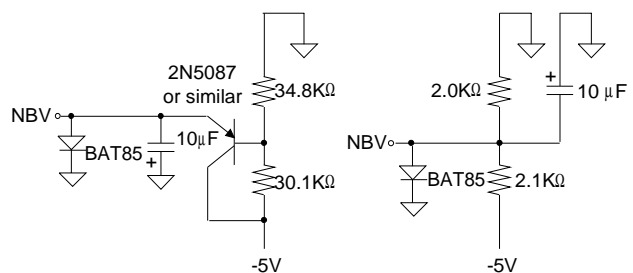 2N5087
or similar
34.8KΩ
NBV
10μF
BAT85
+
30.1KΩ
-5V
2.0KΩ
+
10 μF
NBV
BAT85
2.1KΩ
-5V